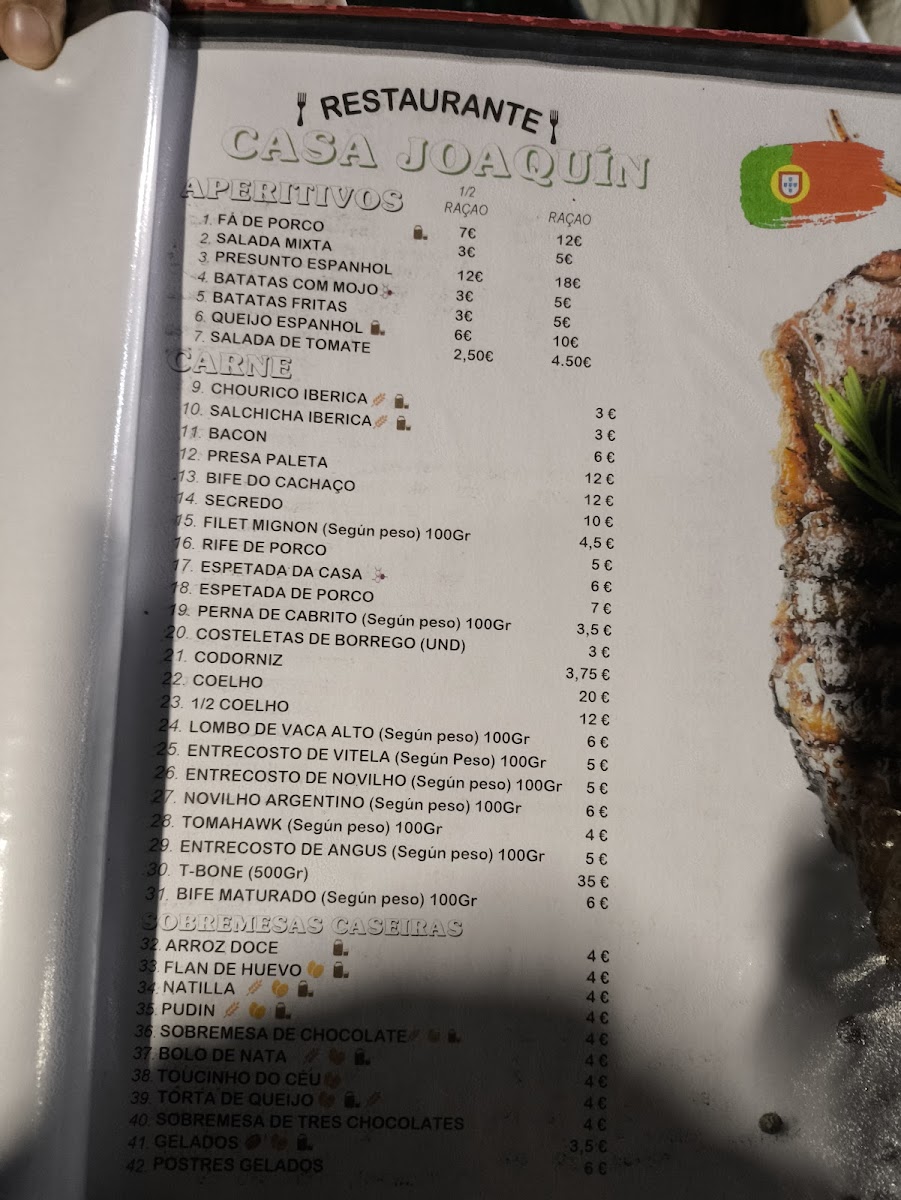 RESTAURANTE
CASA JOAQUÍN
APERITIVOS 1/2 RAÇAO RAÇAO
1. FÁ DE PORCO 7€ 12€
2. SALADA MIXTA 3€ 5€
3. PRESUNTO ESPANHOL 12€ 18€
4. BATATAS COM MOJO 3€ 5€
5. BATATAS FRITAS 3€ 5€
6. QUEIJO ESPANHOL 6€ 10€
7. SALADA DE TOMATE 2,50€ 4.50€
CARNE
9. CHOURICO IBERICA 3 €
10. SALCHICHA IBERICA 3 €
11. BACON 6 €
12. PRESA PALETA 12 €
13. BIFE DO CACHAÇO 12 €
14. SECREDO 10 €
15. FILET MIGNON (Según peso) 100Gr 4,5 €
16. RIFE DE PORCO 5 €
17. ESPETADA DA CASA 6 €
18. ESPETADA DE PORCO 7 €
19. PERNA DE CABRITO (Según peso) 100Gr 3,5 €
20. COSTELETAS DE BORREGO (UND) 3 €
21. CODORNIZ 3,75 €
22. COELHO 20 €
23. 1/2 COELHO 12 €
24. LOMBO DE VACA ALTO (Según peso) 100Gr 6 €
25. ENTRECOSTO DE VITELA (Según Peso) 100Gr 5 €
26. ENTRECOSTO DE NOVILHO (Según peso) 100Gr 5 €
27. NOVILHO ARGENTINO (Según peso) 100Gr 6 €
28. TOMAHAWK (Según peso) 100Gr 4 €
29. ENTRECOSTO DE ANGUS (Según peso) 100Gr 5 €
30. T-BONE (500Gr) 35 €
31. BIFE MATURADO (Según peso) 100Gr 6 €
SOBREMESAS CASEIRAS
32. ARROZ DOCE 4 €
33. FLAN DE HUEVO 4 €
34. NATILLA 4 €
35. PUDIN 4 €
36. SOBREMESA DE CHOCOLATE 4 €
37. BOLO DE NATA 4 €
38. TOUCINHO DO CÉU 4 €
39. TÓRTA DE QUEIJO 4 €
40. SOBREMESA DE TRES CHOCOLATES 4 €
41. GELADOS 3,5 €
42. POSTRES GELADOS 6 €